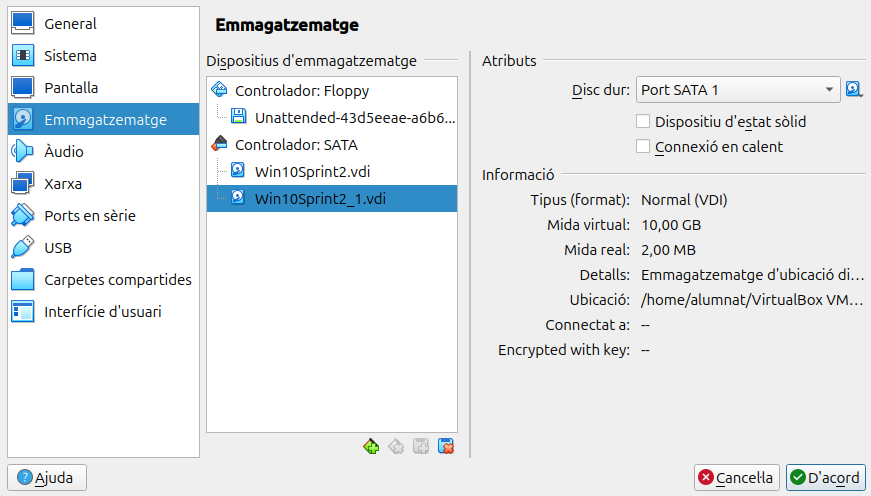 General
Sistema
Pantalla
Emmagatzematge
Àudio
Xarxa
Ports en sèrie
USB
Carpetes compartides
Interfície d'usuari
Emmagatzematge
Dispositius d'emmagatzematge
Controlador: Floppy
Unattended-43d5eeae-a6b6...
Controlador: SATA
Win10Sprint2.vdi
Win10Sprint2_1.vdi
Atributs
Disc dur: Port SATA 1
Dispositiu d'estat sòlid
Connexió en calent
Informació
Tipus (format): Normal (VDI)
Mida virtual: 10,00 GB
Mida real: 2,00 MB
Detalls: Emmagatzematge d'ubicació di...
Ubicació: /home/alumnat/VirtualBox VM...
Connectat a: --
Encrypted with key: --
Ajuda
Cancel·la
D'acord